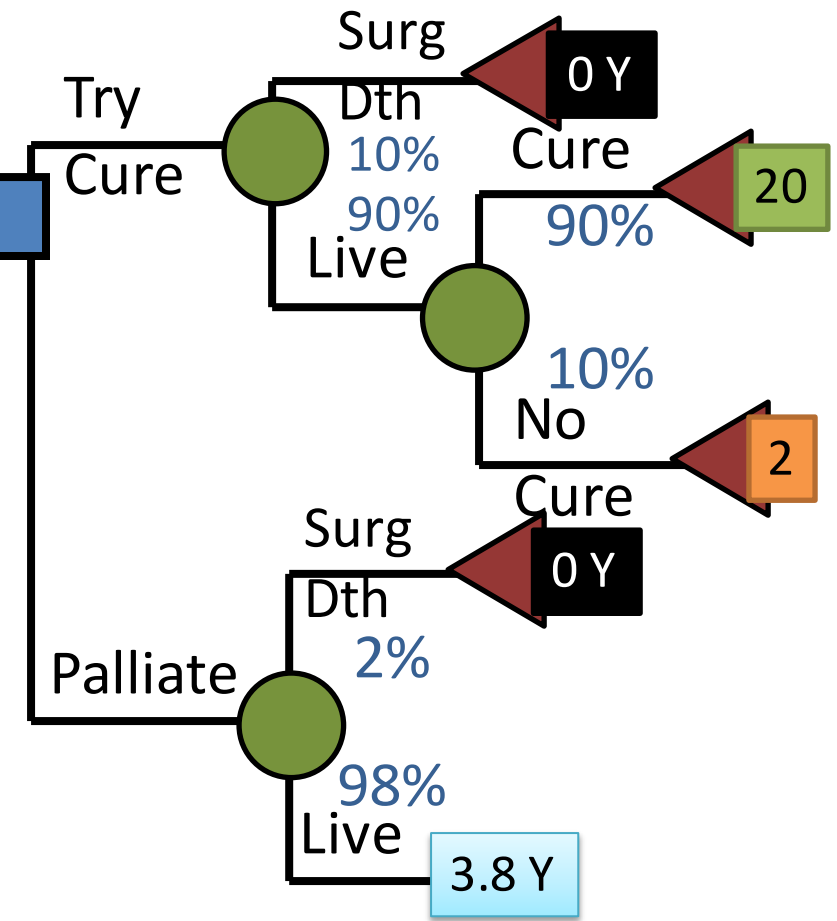 Surg
0 Y
Try
Dth
10%
Cure
Cure
20
90%
90%
Live
10%
No
2
Cure
Surg
0 Y
Dth
2%
Palliate
98%
Live
3.8 Y